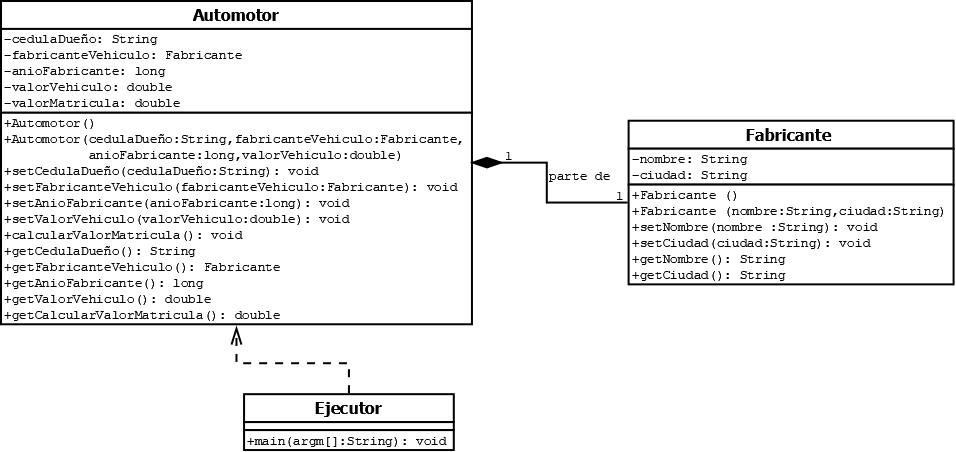 Automotor
-cedulaDueño: String
-fabricanteVehiculo: Fabricante
-anioFabricante: long
-valorVehiculo: double
-valorMatricula: double
+Automotor()
+Automotor(cedulaDueño:String,fabricanteVehiculo:Fabricante,
anioFabricante:long,valorVehiculo:double)
+setCedulaDueño(cedulaDueño:String): void
+setFabricanteVehiculo(fabricanteVehiculo:Fabricante): void
+setAnioFabricante(anioFabricante:long): void
+setValorVehiculo(valorVehiculo:double): void
+calcularValorMatricula(): void
+getCedulaDueño(): String
+getFabricanteVehiculo(): Fabricante
+getAnioFabricante(): long
+getValorVehiculo(): double
+getCalcularValorMatricula(): double
1
parte de
1
Fabricante
-nombre: String
-ciudad: String
+Fabricante ()
+Fabricante (nombre:String,ciudad:String)
+setNombre(nombre :String): void
+setCiudad(ciudad:String): void
+getNombre(): String
+getCiudad(): String
Ejecutor
+main(argm[]:String): void